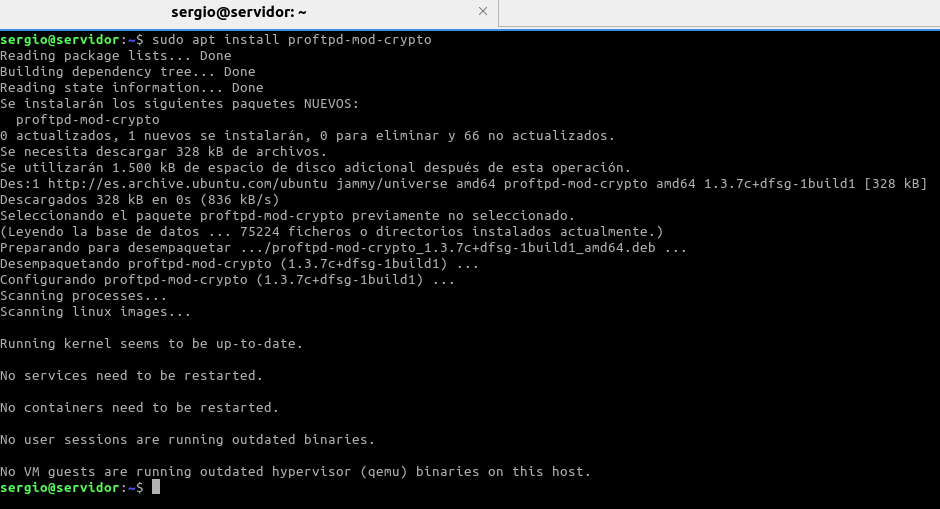 sergio@servidor: ~
sergio@servidor:~$ sudo apt install proftpd-mod-crypto
Reading package lists... Done
Building dependency tree... Done
Reading state information... Done
Se instalarán los siguientes paquetes NUEVOS:
  proftpd-mod-crypto
0 actualizados, 1 nuevos se instalarán, 0 para eliminar y 66 no actualizados.
Se necesita descargar 328 kB de archivos.
Se utilizarán 1.500 kB de espacio de disco adicional después de esta operación.
Des:1 http://es.archive.ubuntu.com/ubuntu jammy/universe amd64 proftpd-mod-crypto amd64 1.3.7c+dfsg-1build1 [328 kB]
Descargados 328 kB en 0s (836 kB/s)
Seleccionando el paquete proftpd-mod-crypto previamente no seleccionado.
(Leyendo la base de datos ... 75224 ficheros o directorios instalados actualmente.)
Preparando para desempaquetar .../proftpd-mod-crypto_1.3.7c+dfsg-1build1_amd64.deb ...
Desempaquetando proftpd-mod-crypto (1.3.7c+dfsg-1build1) ...
Configurando proftpd-mod-crypto (1.3.7c+dfsg-1build1) ...
Scanning processes...
Scanning linux images...
Running kernel seems to be up-to-date.
No services need to be restarted.
No containers need to be restarted.
No user sessions are running outdated binaries.
No VM guests are running outdated hypervisor (qemu) binaries on this host.
sergio@servidor:~$